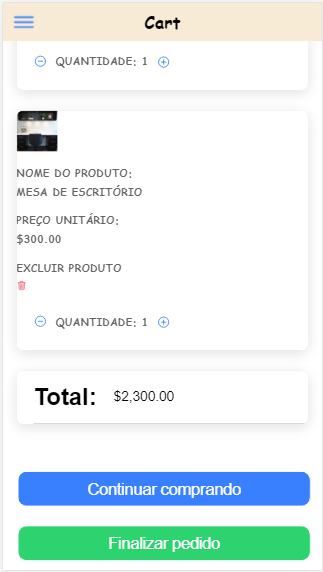 Cart
QUANTIDADE: 1
NOME DO PRODUTO:
MESA DE ESCRITÓRIO
PREÇO UNITÁRIO:
$300.00
EXCLUIR PRODUTO
QUANTIDADE: 1
Total: $2,300.00
Continuar comprando
Finalizar pedido